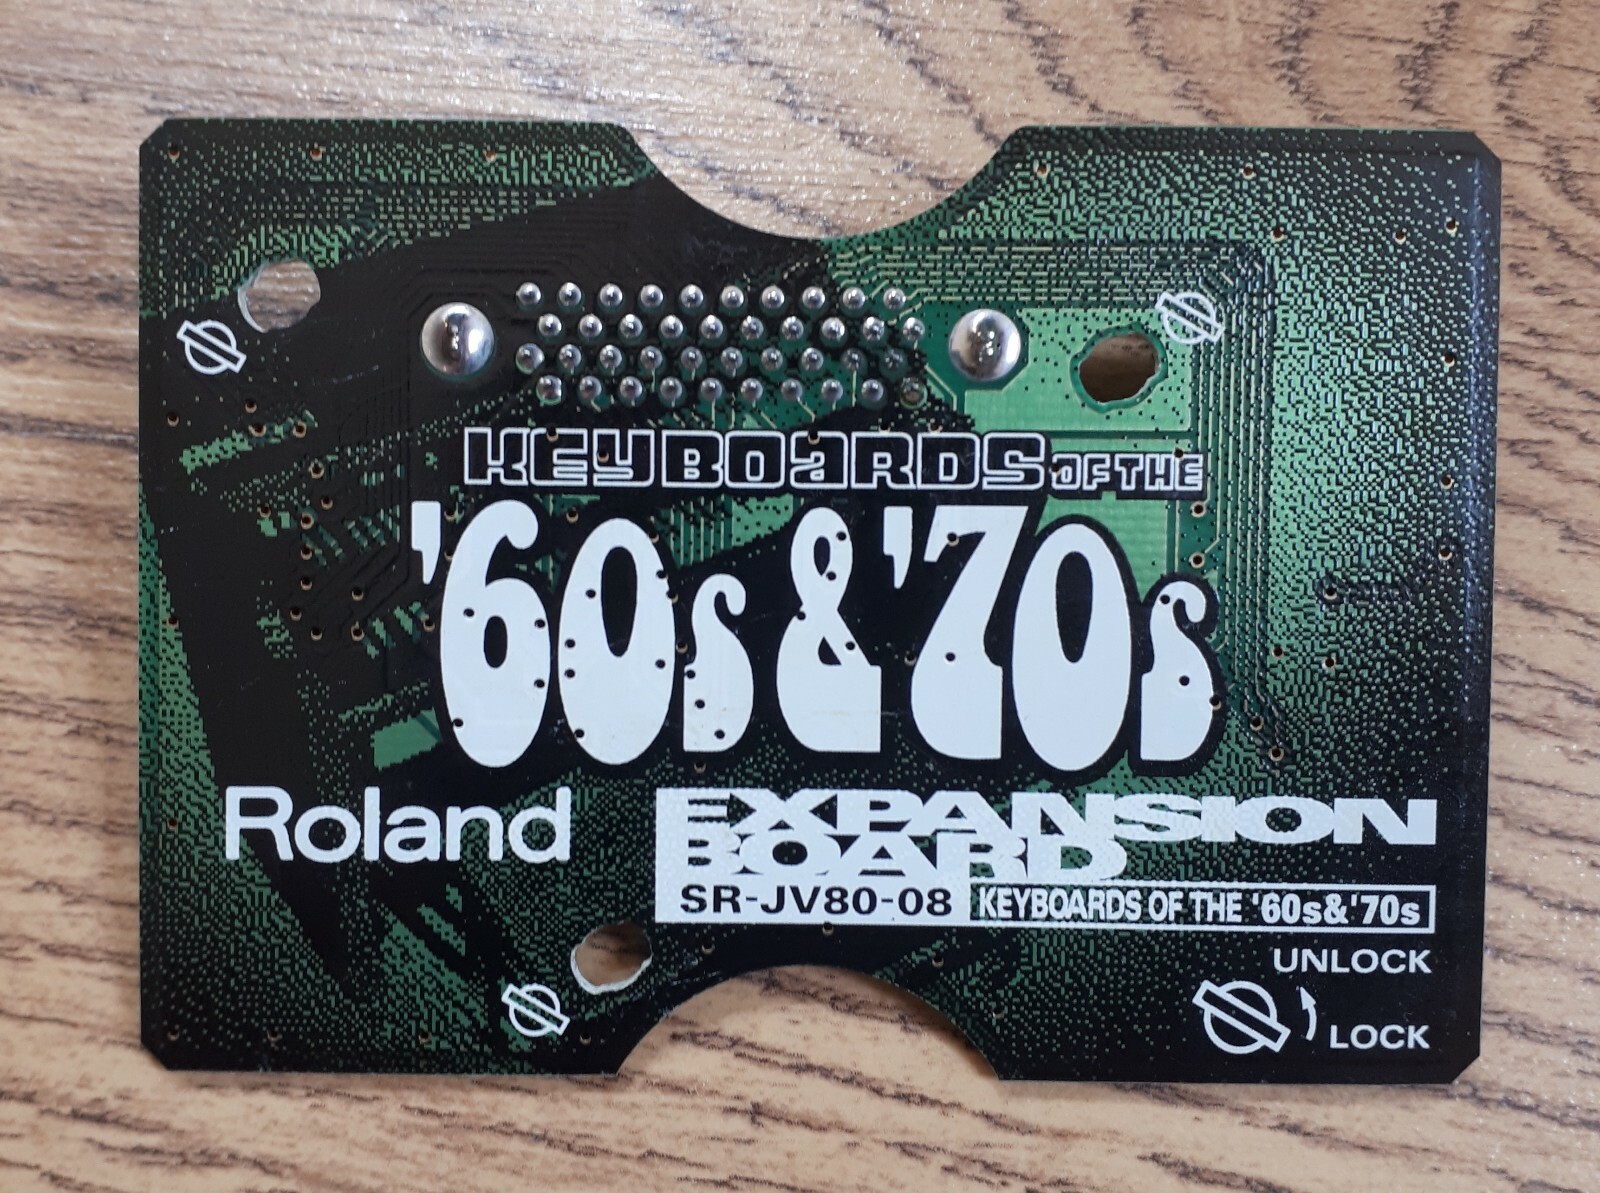 KEYBOARDS OF THE
'60s & '70s
Roland
EXPANSION
BOARD
SR-JV80-08 KEYBOARDS OF THE '60s&'70s
UNLOCK
LOCK